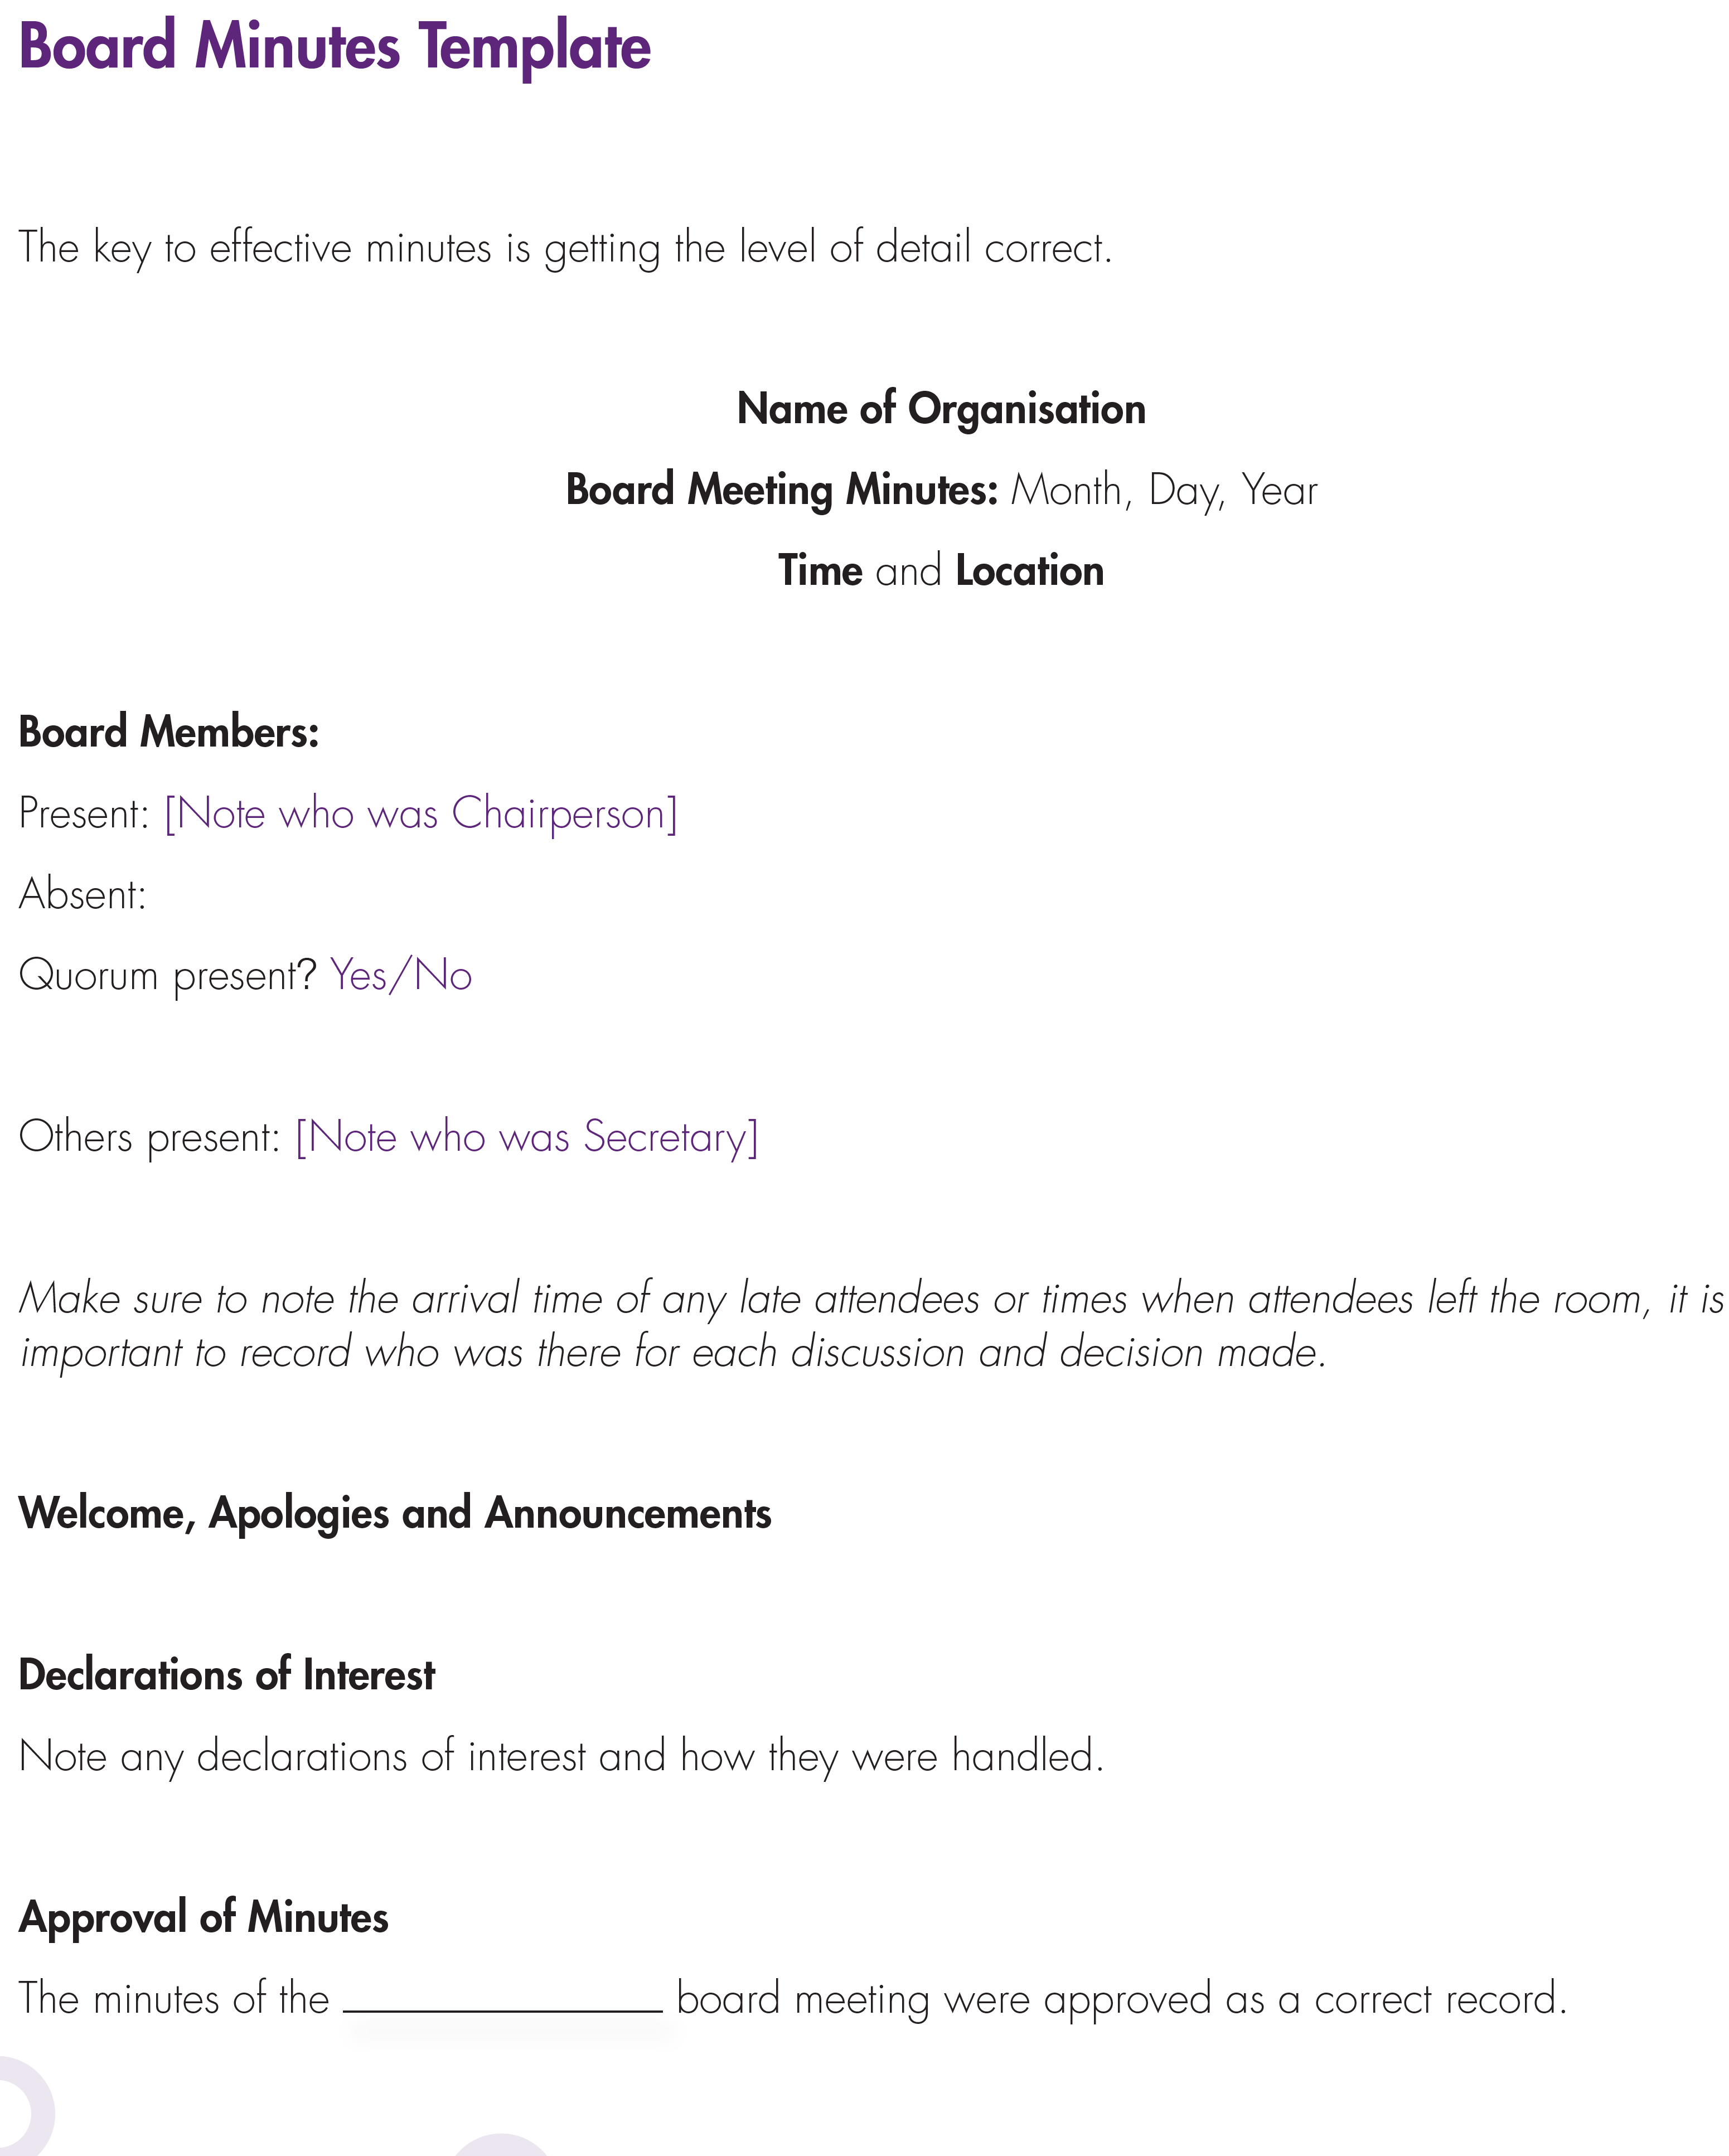 Board Minutes Template
The key to effective minutes is getting the level of detail correct.
Name of Organisation
Board Meeting Minutes: Month, Day, Year
Time and Location
Board Members:
Present: [Note who was Chairperson]
Absent:
Quorum present? Yes/No
Others present: [Note who was Secretary]
Make sure to note the arrival time of any late attendees or times when attendees left the room, it is
important to record who was there for each discussion and decision made.
Welcome, Apologies and Announcements
Declarations of Interest
Note any declarations of interest and how they were handled.
Approval of Minutes
The minutes of the ______________ board meeting were approved as a correct record.